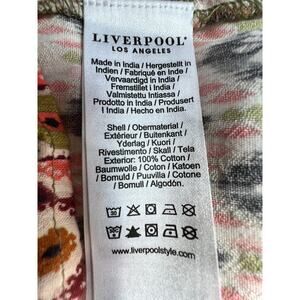 LIVERPOOL
LOS ANGELES
Made in India / Hergestellt in
Indien / Fabriqué en Inde /
Vervaardigd in India /
Fremstillet i India /
Valmistettu Intiassa /
Prodotto in India / Produsert
I India / Hecho en India.
Shell / Obermaterial /
Extérieur / Buitenkant /
Yderlag / Kuori /
Rivestimento / Skall / Tela
Exterior: 100% Cotton /
Baumwolle / Coton / Katoen
/ Bomuld / Puuvilla / Cotone
/ Bomull / Algodón.
www.liverpoolstyle.com